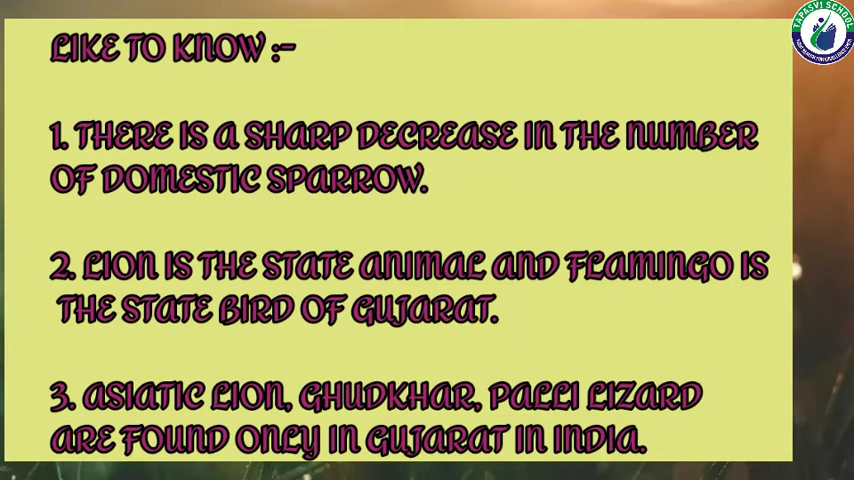 TAPASVI SCHOOL
LIKE TO KNOW :-
1. THERE IS A SHARP DECREASE IN THE NUMBER
OF DOMESTIC SPARROW.
2. LION IS THE STATE ANIMAL AND FLAMINGO IS
THE STATE BIRD OF GUJARAT.
3. ASIATIC LION, GHUDKHAR, PALLI LIZARD
ARE FOUND ONLY IN GUJARAT IN INDIA.